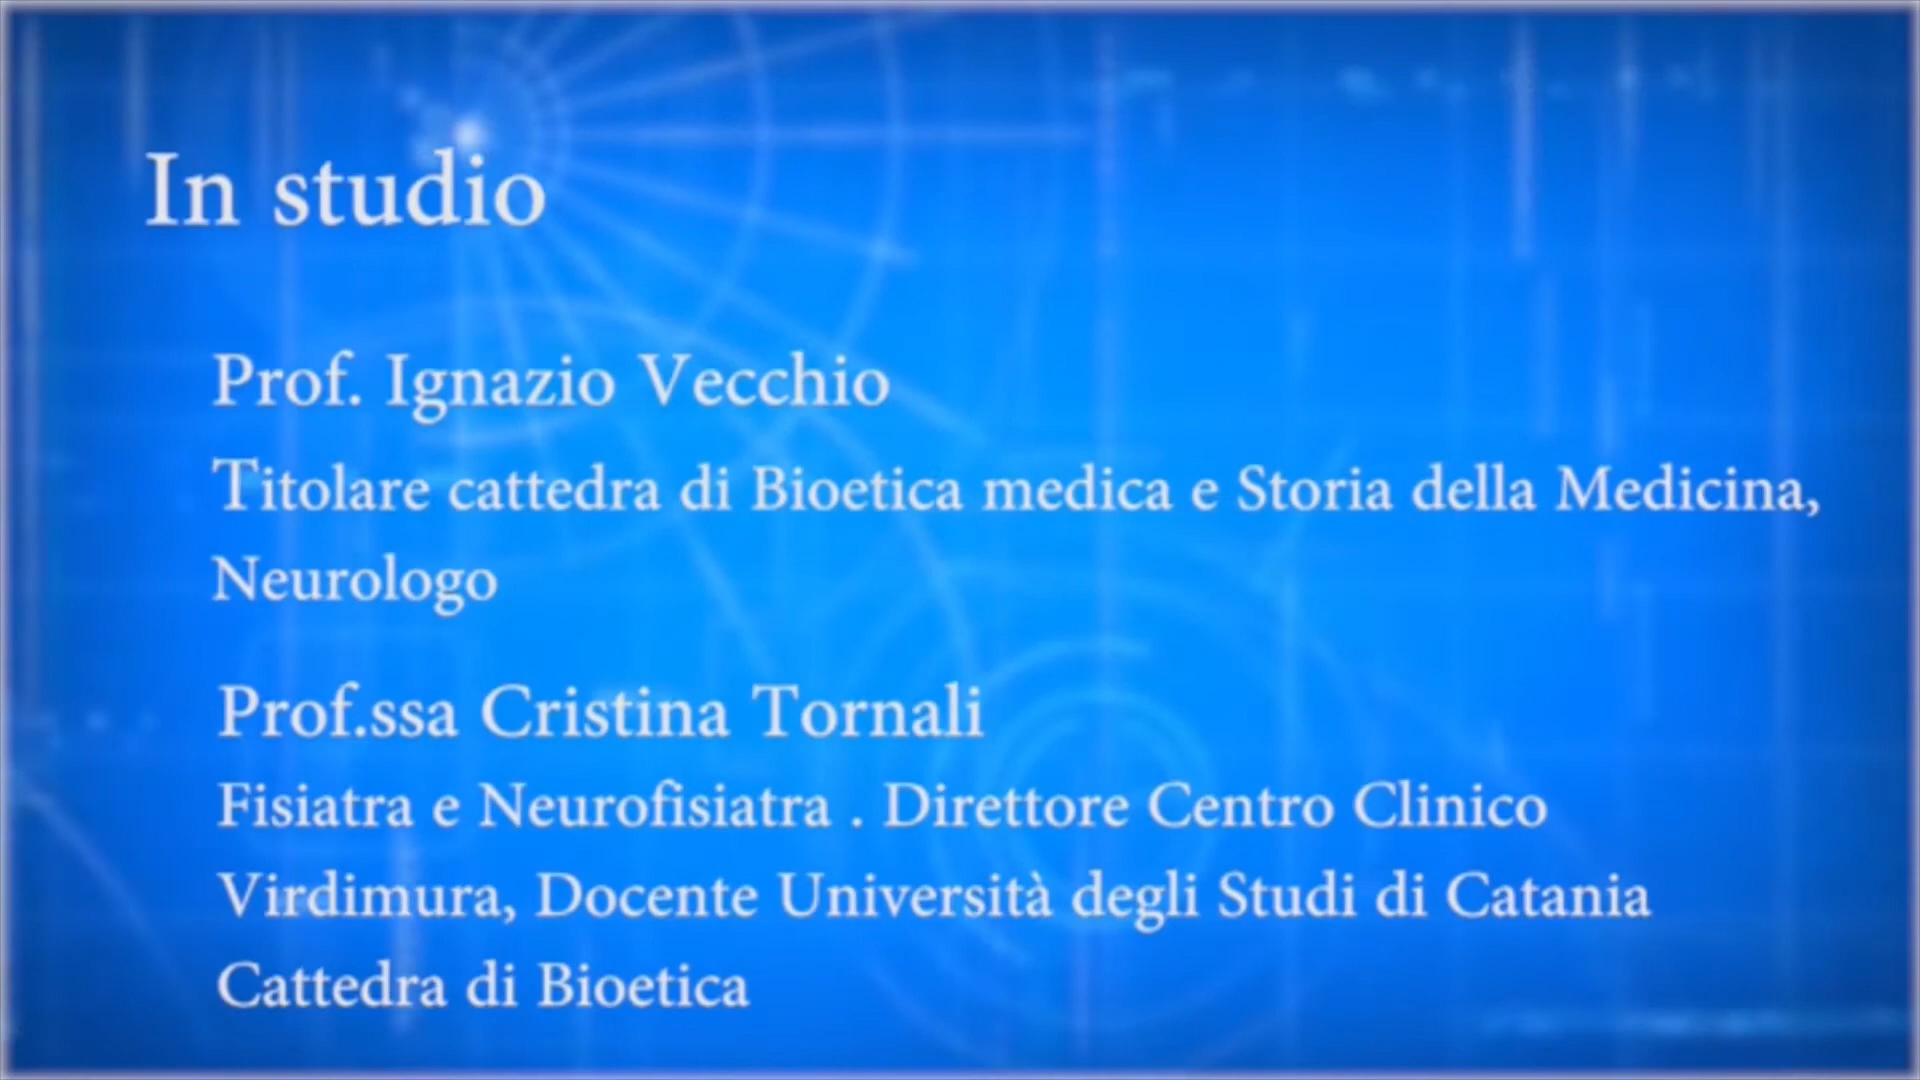 In studio
Prof. Ignazio Vecchio
Titolare cattedra di Bioetica medica e Storia della Medicina,
Neurologo
Prof.ssa Cristina Tornali
Fisiatra e Neurofisiatra . Direttore Centro Clinico
Virdimura, Docente Università degli Studi di Catania
Cattedra di Bioetica